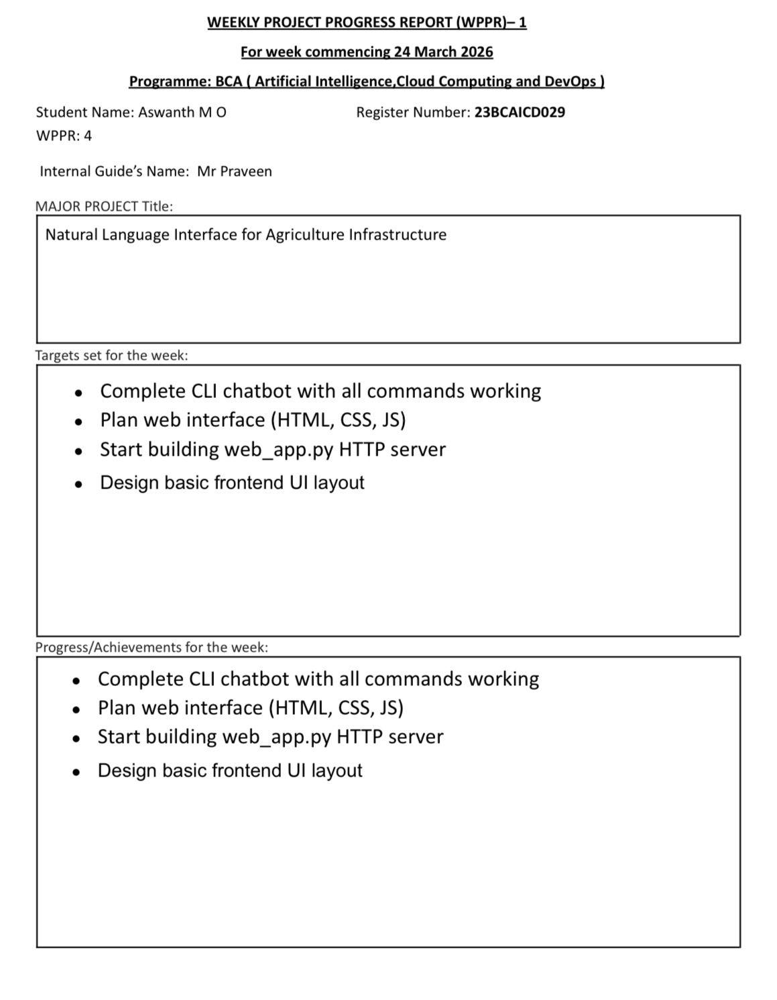 WEEKLY PROJECT PROGRESS REPORT (WPPR)– 1
For week commencing 24 March 2026
Programme: BCA ( Artificial Intelligence,Cloud Computing and DevOps )
Student Name: Aswanth M O Register Number: 23BCAICD029
WPPR: 4
Internal Guide’s Name: Mr Praveen
MAJOR PROJECT Title:
Natural Language Interface for Agriculture Infrastructure
Targets set for the week:
• Complete CLI chatbot with all commands working
• Plan web interface (HTML, CSS, JS)
• Start building web_app.py HTTP server
• Design basic frontend UI layout
Progress/Achievements for the week:
• Complete CLI chatbot with all commands working
• Plan web interface (HTML, CSS, JS)
• Start building web_app.py HTTP server
• Design basic frontend UI layout